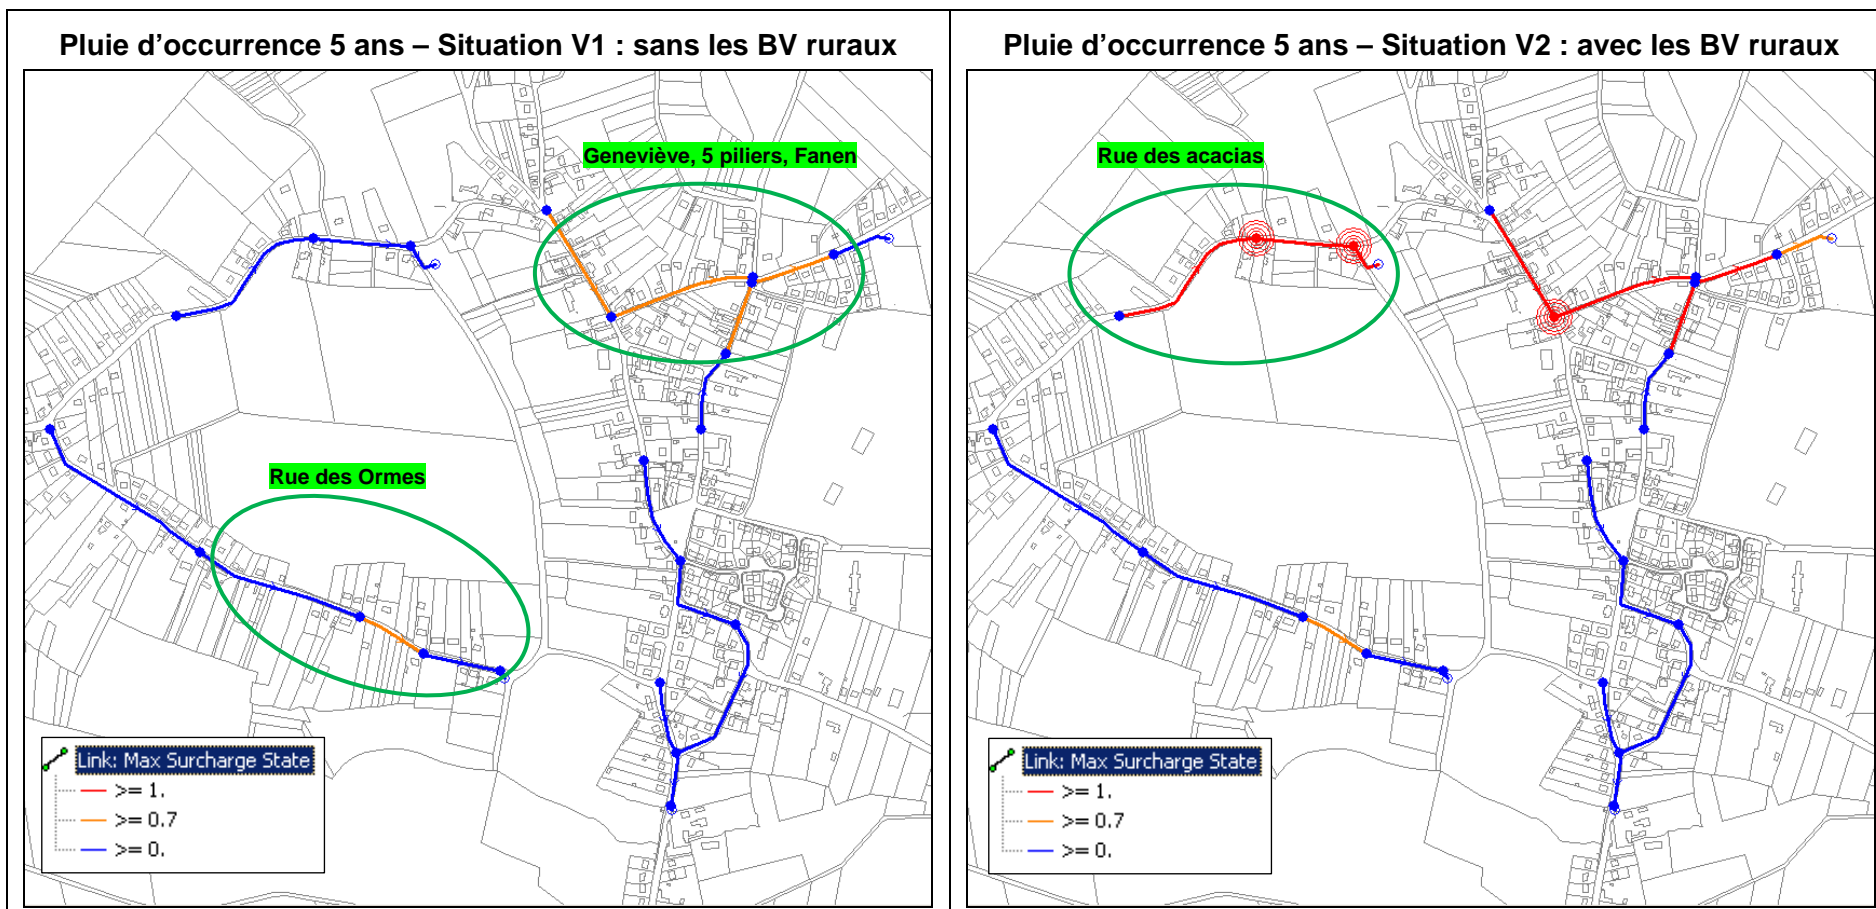 Pluie d'occurrence 5 ans – Situation V1 : sans les BV ruraux
Geneviève, 5 piliers, Fanen
Rue des Ormes
Link: Max Surcharge State
>= 1.
>= 0.7
>= 0.
Pluie d'occurrence 5 ans – Situation V2 : avec les BV ruraux
Rue des acacias
Link: Max Surcharge State
>= 1.
>= 0.7
>= 0.